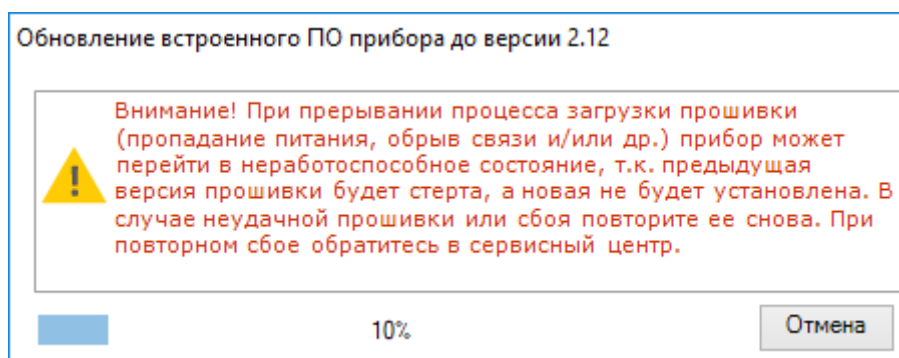 Обновление встроенного ПО прибора до версии 2.12
Внимание! При прерывании процесса загрузки прошивки
(пропадание питания, обрыв связи и/или др.) прибор может
перейти в неработоспособное состояние, т.к. предыдущая
версия прошивки будет стерта, а новая не будет установлена. В
случае неудачной прошивки или сбоя повторите ее снова. При
повторном сбое обратитесь в сервисный центр.
10%
Отмена